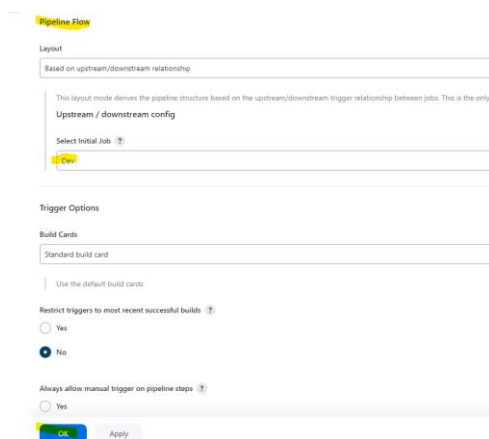 Pipeline Flow
Layout
Based on upstream/downstream relationship
This layout mode derives the pipeline structure based on the upstream/downstream trigger relationship between jobs. This is the only
Upstream / downstream config
Select Initial Job ?
Dev
Trigger Options
Build Cards
Standard build card
Use the default build cards
Restrict triggers to most recent successful builds ?
Yes
No
Always allow manual trigger on pipeline steps ?
Yes
OK Apply